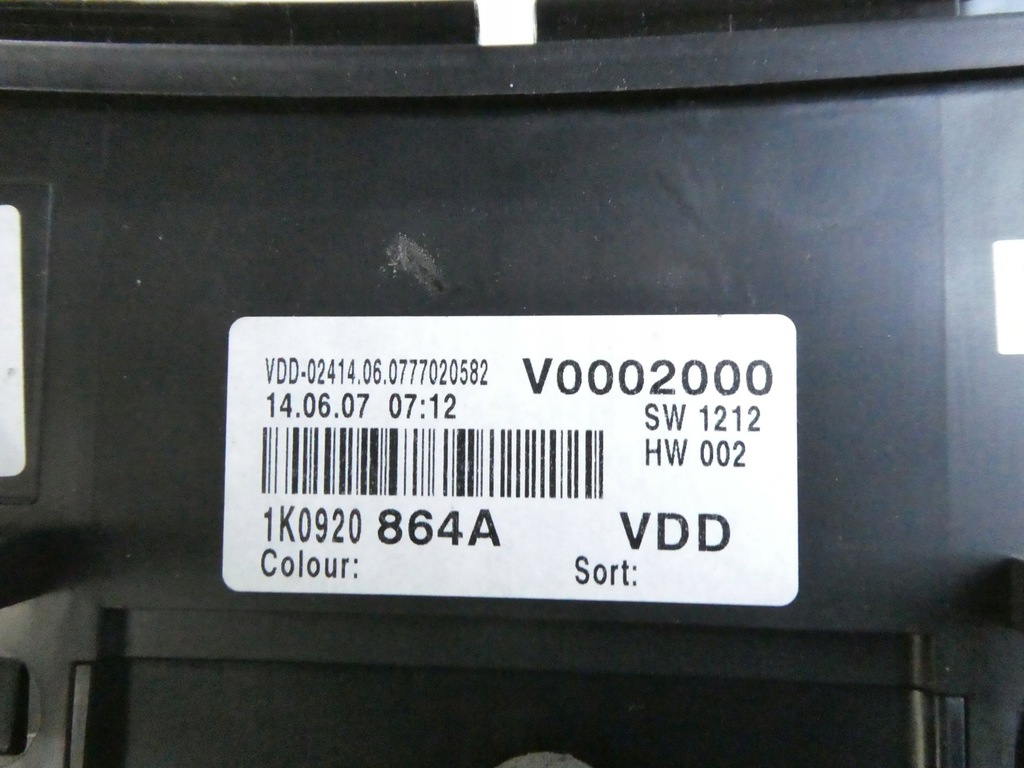 VDD-02414.06.0777020582 V0002000
14.06.07 07:12 SW 1212
HW 002
1K0920 864A VDD
Colour: Sort: